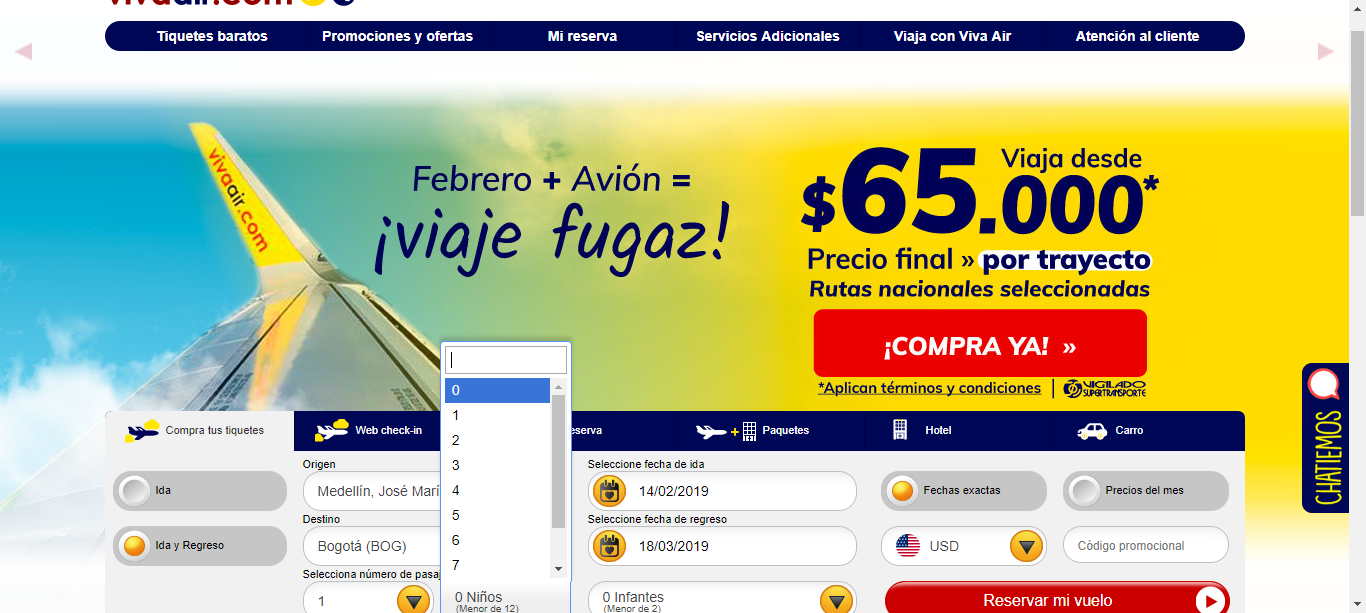 vivaair.com
Tiquetes baratos
Promociones y ofertas
Mi reserva
Servicios Adicionales
Viaja con Viva Air
Atención al cliente
vivaair.com
Febrero + Avión =
¡viaje fugaz!
Viaja desde
$65.000*
Precio final » por trayecto
Rutas nacionales seleccionadas
¡COMPRA YA! »
*Aplican términos y condiciones
VIGILADO
SUPERTRANSPORTE
CHATIEMOS
Compra tus tiquetes
Web check-in
eserva
Paquetes
Hotel
Carro
0
1
2
3
4
5
6
7
Ida
Ida y Regreso
Origen
Medellín, José Marí
Destino
Bogotá (BOG)
Selecciona número de pasaj
1
0 Niños
(Menor de 12)
Seleccione fecha de ida
14/02/2019
Seleccione fecha de regreso
18/03/2019
0 Infantes
(Menor de 2)
Fechas exactas
Precios del mes
USD
Código promocional
Reservar mi vuelo